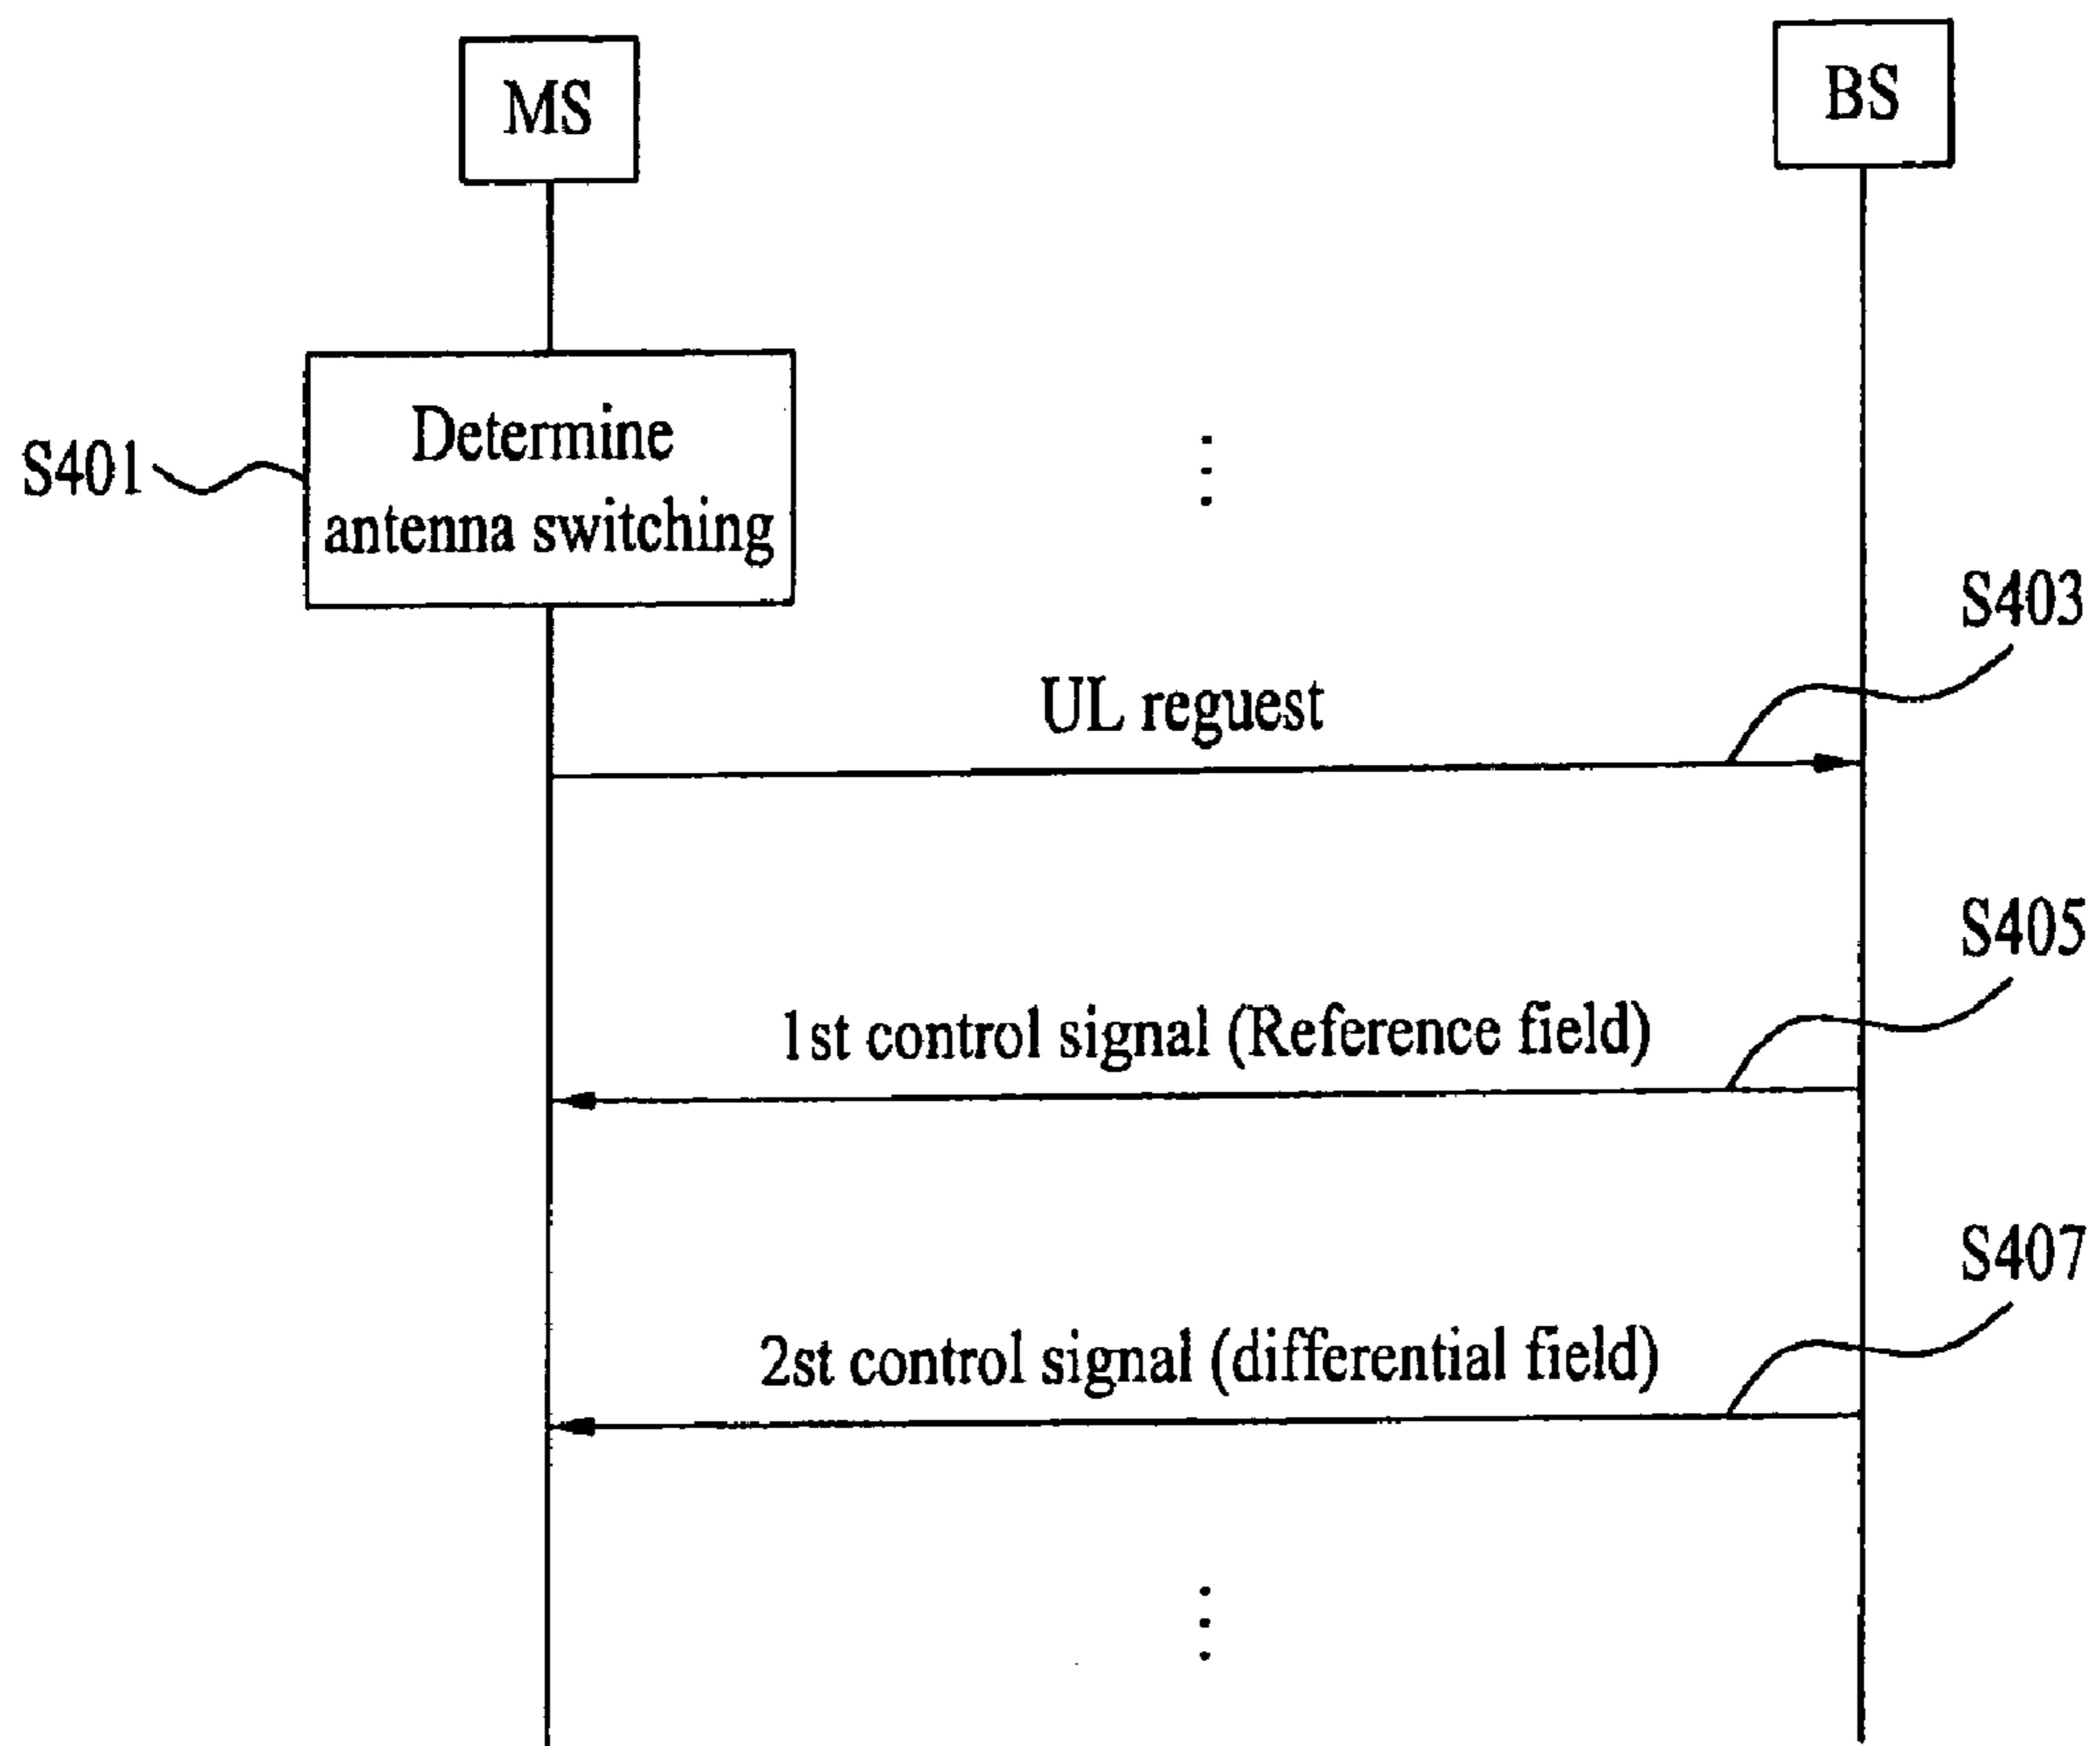 MS
BS
Determine
antenna switching
S401
S403
UL reguest
S405
1st control signal (Reference field)
S407
2st control signal (differential field)